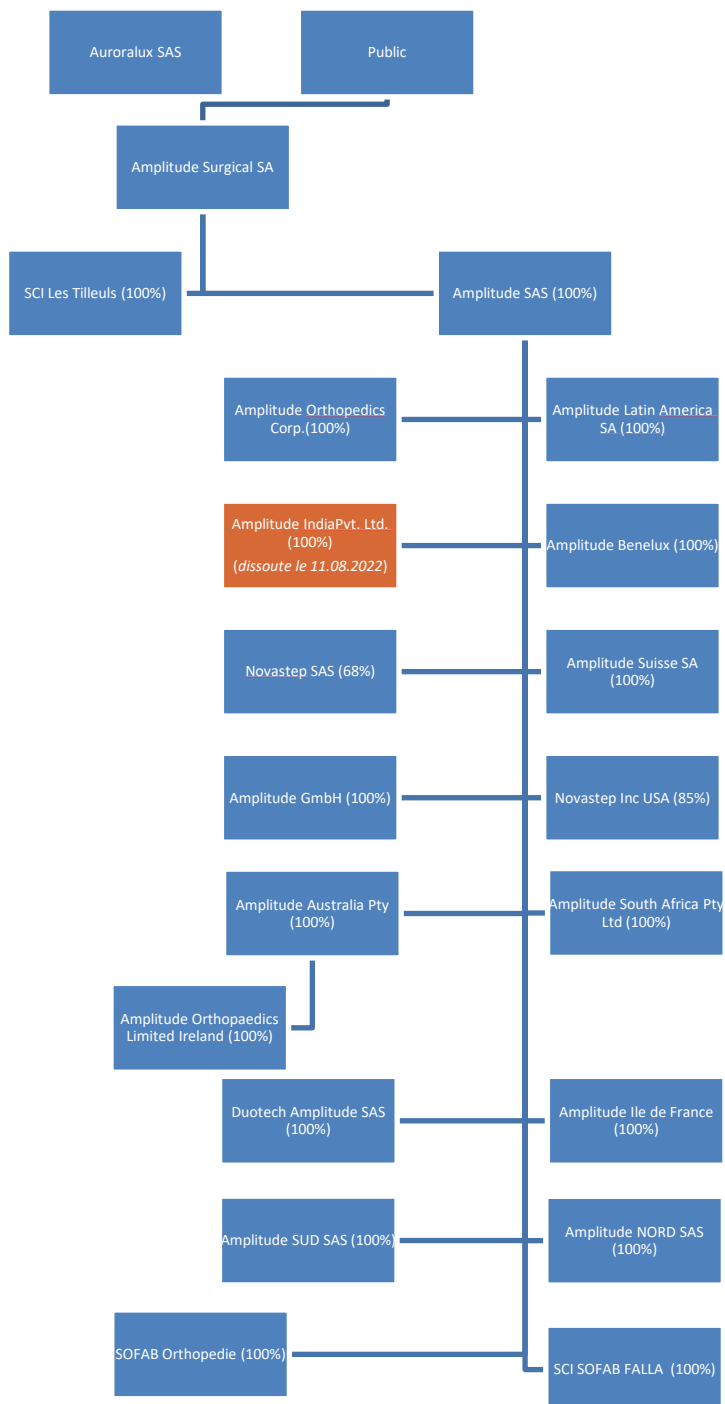 Auroralux SAS
Public
Amplitude Surgical SA
SCI Les Tilleuls (100%)
Amplitude SAS (100%)
Amplitude Orthopedics
Corp.(100%)
Amplitude Latin America
SA (100%)
Amplitude IndiaPvt. Ltd.
(100%)
(dissoute le 11.08.2022)
Amplitude Benelux (100%)
Novastep SAS (68%)
Amplitude Suisse SA
(100%)
Amplitude GmbH (100%)
Novastep Inc USA (85%)
Amplitude Australia Pty
(100%)
Amplitude South Africa Pty
Ltd (100%)
Amplitude Orthopaedics
Limited Ireland (100%)
Duotech Amplitude SAS
(100%)
Amplitude Ile de France
(100%)
Amplitude SUD SAS (100%)
Amplitude NORD SAS
(100%)
SOFAB Orthopedie (100%)
SCI SOFAB FALLA (100%)